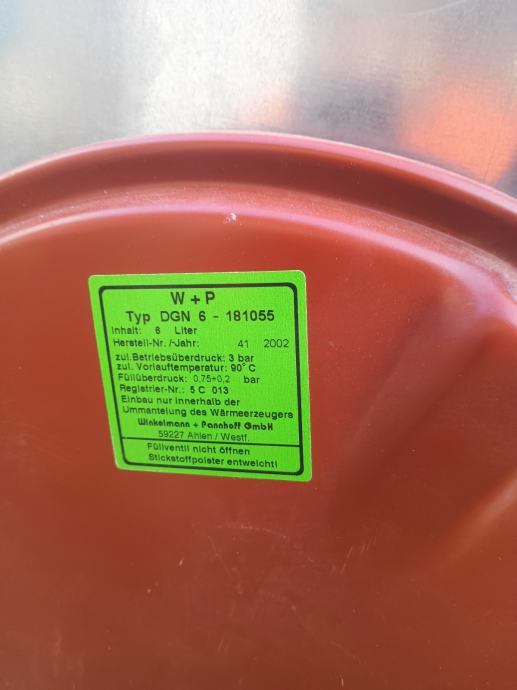 W + P
Typ DGN 6 - 181055
Inhalt: 6 Liter
Herstell-Nr. /-Jahr: 41 2002
zul.Betriebsüberdruck: 3 bar
zul. Vorlauftemperatur: 90° C
Füllüberdruck: 0,75+0,2 bar
Registrier-Nr.: 5 C 013
Einbau nur innerhalb der
Ummantelung des Wärmeerzeugers
Winkelmann + Pannhoff GmbH
59227 Ahlen / Westf.
Füllventil nicht öffnen
Stickstoffpolster entweicht!